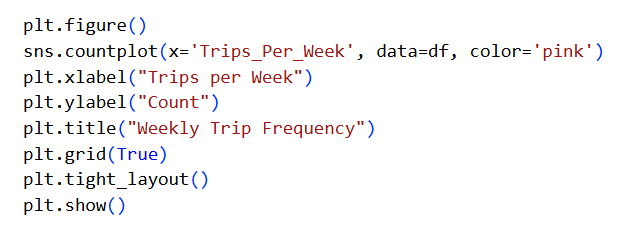 plt.figure()
sns.countplot(x='Trips_Per_Week', data=df, color='pink')
plt.xlabel("Trips per Week")
plt.ylabel("Count")
plt.title("Weekly Trip Frequency")
plt.grid(True)
plt.tight_layout()
plt.show()